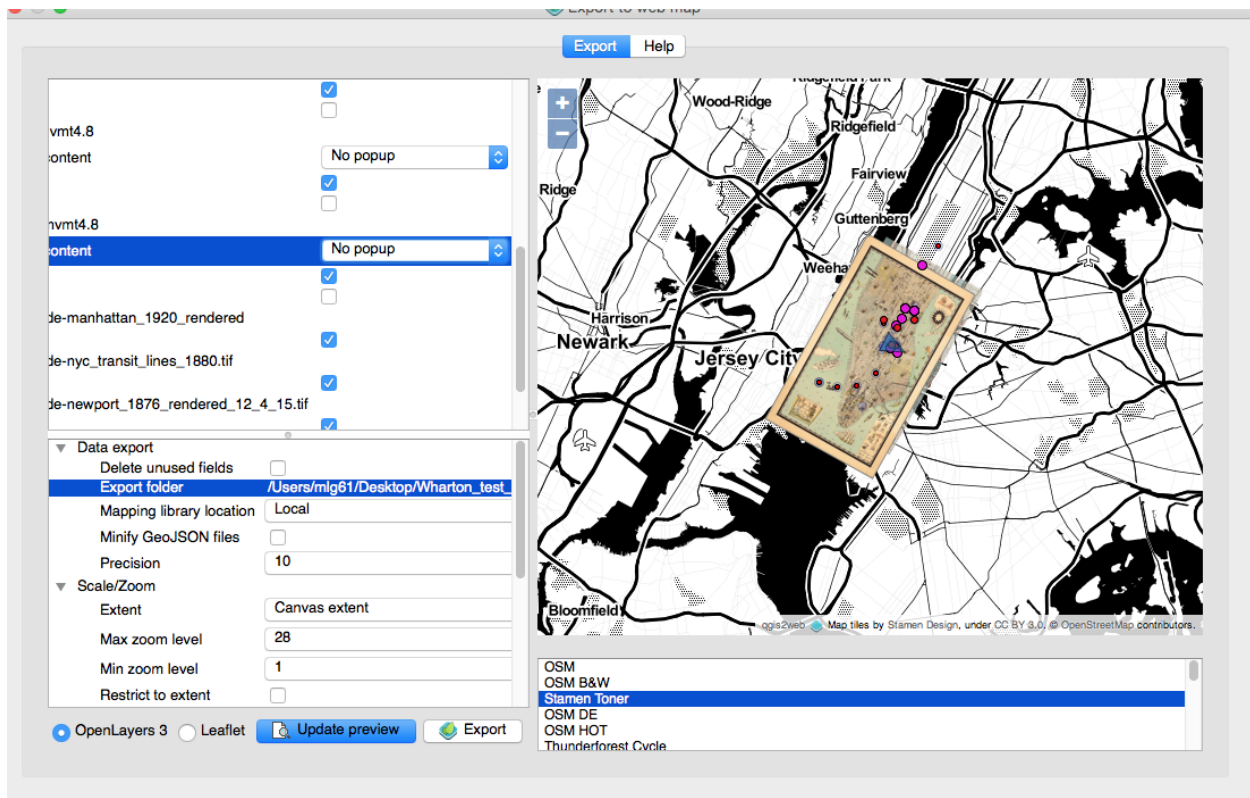 Export to web map
Export Help
vmt4.8
content
No popup
nvmt4.8
content
No popup
de-manhattan_1920_rendered
de-nyc_transit_lines_1880.tif
de-newport_1876_rendered_12_4_15.tif
Data export
Delete unused fields
Export folder /Users/mlg61/Desktop/Wharton_test_
Mapping library location Local
Minify GeoJSON files
Precision 10
Scale/Zoom
Extent Canvas extent
Max zoom level 28
Min zoom level 1
Restrict to extent
OpenLayers 3 Leaflet Update preview Export
+
−
Ridgefield Park
Wood-Ridge
Ridgefield
Fairview
Ridge
Guttenberg
Weeha
Harrison
Newark
Jersey City
Bloomfield
qgis2web Map tiles by Stamen Design, under CC BY 3.0. © OpenStreetMap contributors.
OSM
OSM B&W
Stamen Toner
OSM DE
OSM HOT
Thunderforest Cycle